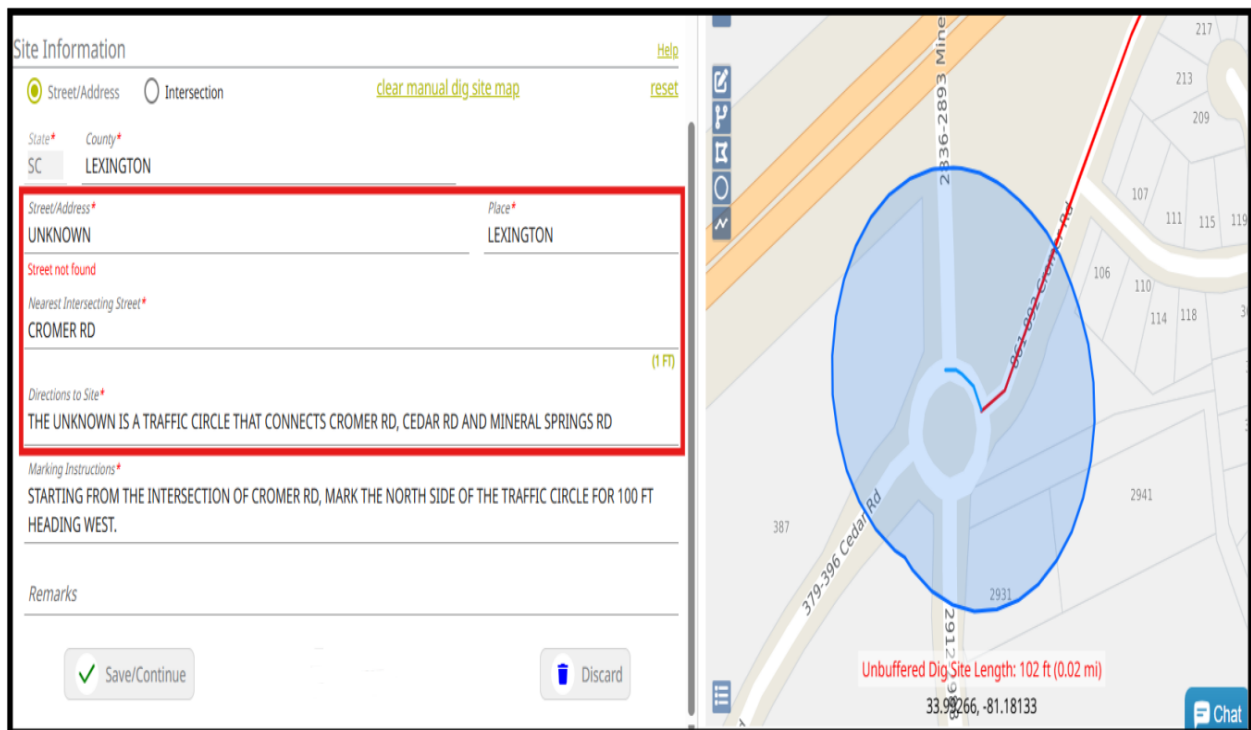 Site Information
Help
Street/Address
Intersection
clear manual dig site map
reset
State*
County*
SC
LEXINGTON
Street/Address*
Place*
UNKNOWN
LEXINGTON
Street not found
Nearest Intersecting Street*
CROMER RD
(1 FT)
Directions to Site*
THE UNKNOWN IS A TRAFFIC CIRCLE THAT CONNECTS CROMER RD, CEDAR RD AND MINERAL SPRINGS RD
Marking Instructions*
STARTING FROM THE INTERSECTION OF CROMER RD, MARK THE NORTH SIDE OF THE TRAFFIC CIRCLE FOR 100 FT
HEADING WEST.
Remarks
Save/Continue
Discard
217
213
209
2836-2893 Mine
107
111
115
119
861-892 Cromer Rd
106
110
114
118
2941
387
379-396 Cedar Rd
2931
Unbuffered Dig Site Length: 102 ft (0.02 mi)
33.99266, -81.18133
Chat